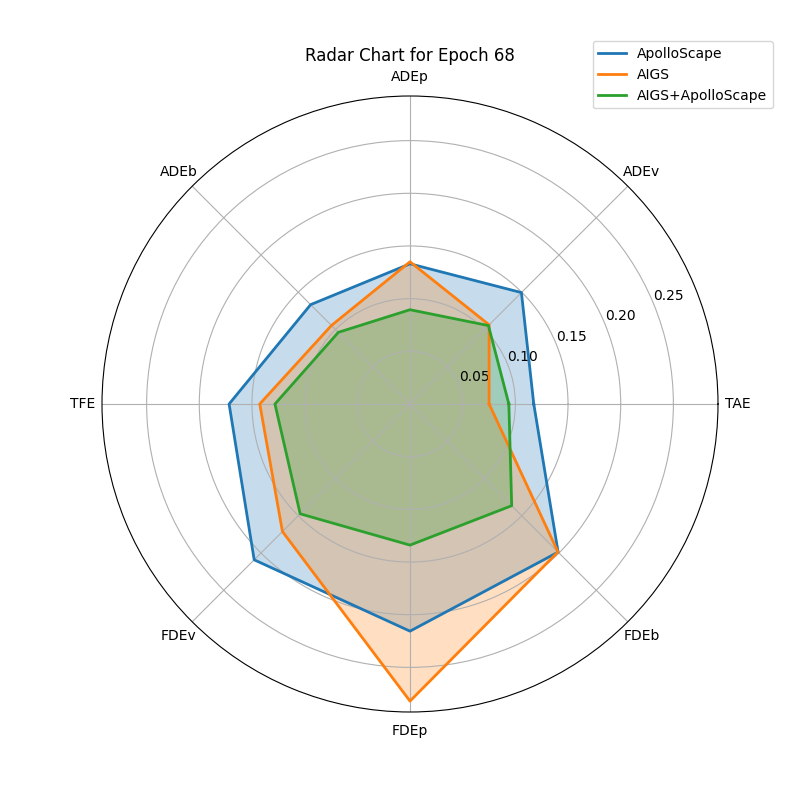 Radar Chart for Epoch 68
ApolloScape
AIGS
AIGS+ApolloScape
ADEp
ADEb
ADEv
0.25
0.20
0.15
0.10
0.05
TFE
TAE
FDEv
FDEb
FDEp